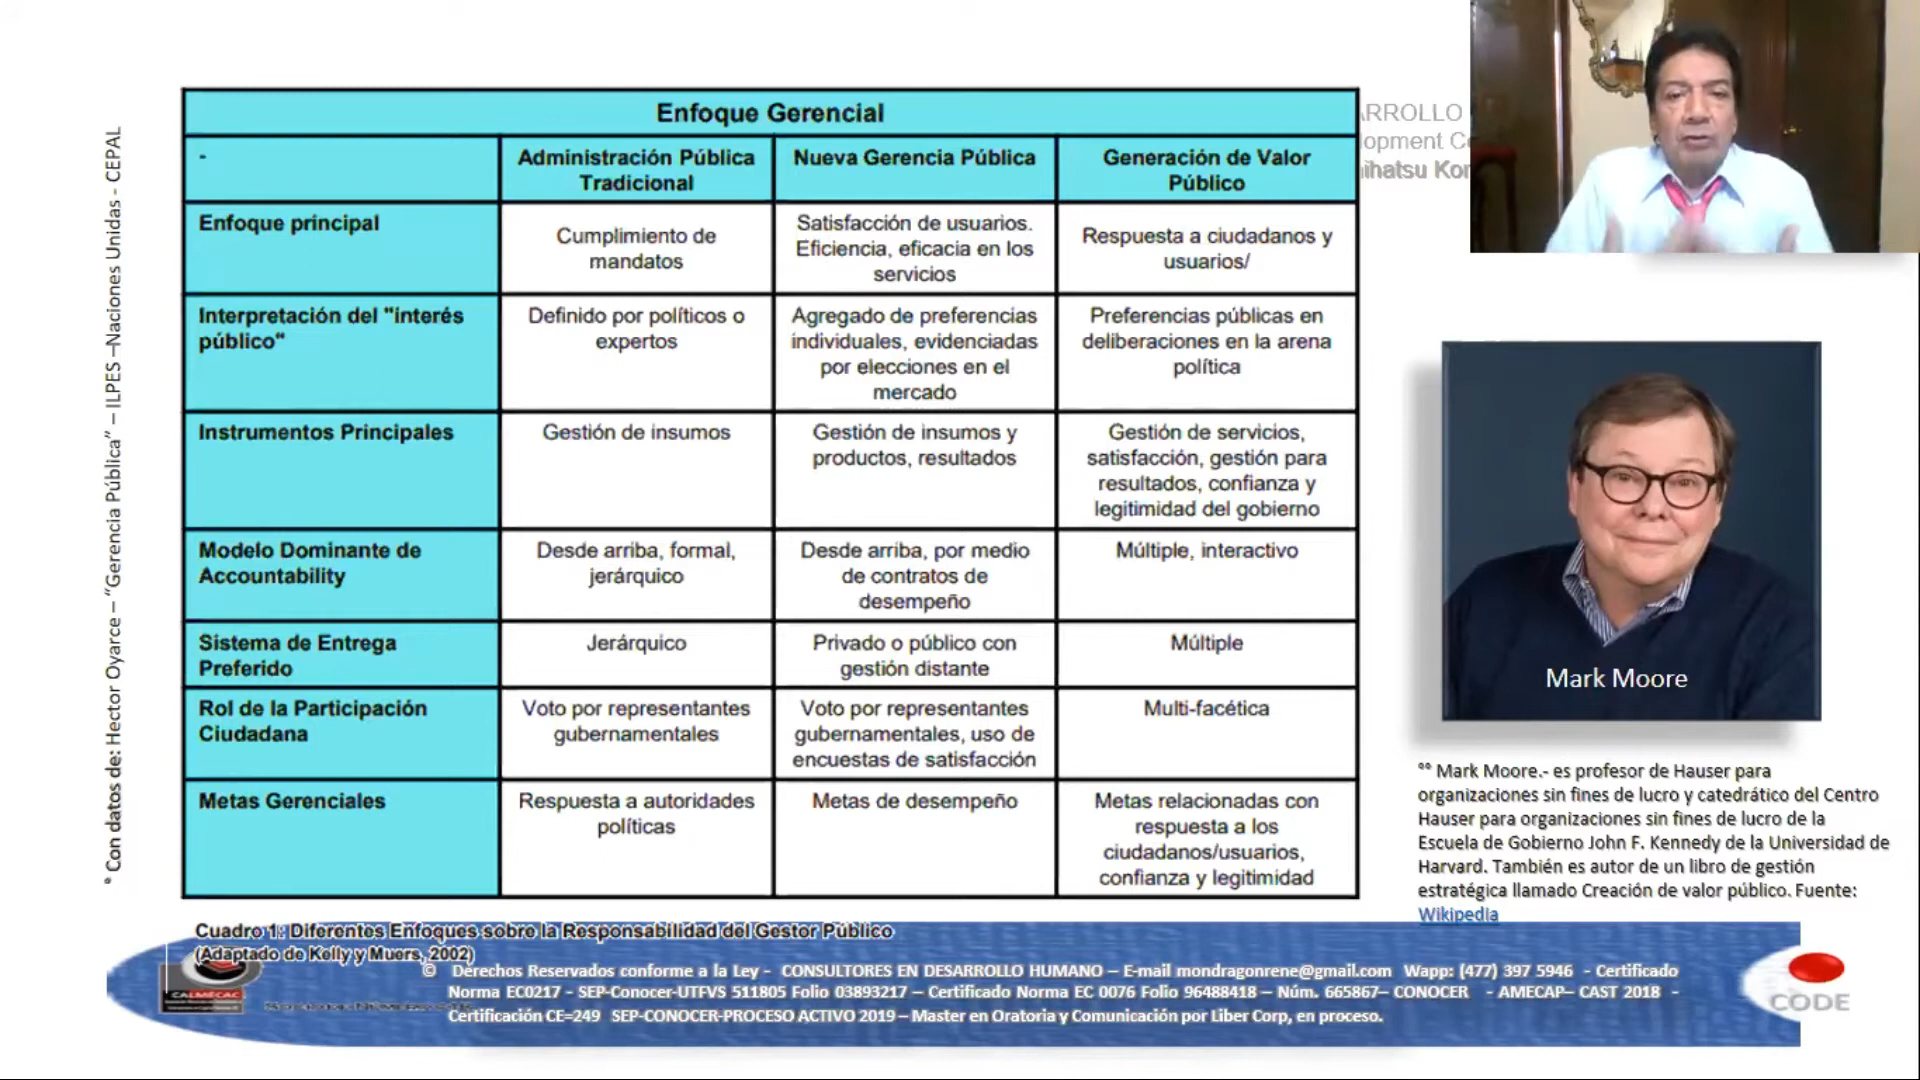 Enfoque Gerencial
-
Administración Pública
Tradicional
Nueva Gerencia Pública
Generación de Valor
Público
Enfoque principal
Cumplimiento de
mandatos
Satisfacción de usuarios.
Eficiencia, eficacia en los
servicios
Respuesta a ciudadanos y
usuarios/
Interpretación del "interés
público"
Definido por políticos o
expertos
Agregado de preferencias
individuales, evidenciadas
por elecciones en el
mercado
Preferencias públicas en
deliberaciones en la arena
política
Instrumentos Principales
Gestión de insumos
Gestión de insumos y
productos, resultados
Gestión de servicios,
satisfacción, gestión para
resultados, confianza y
legitimidad del gobierno
Modelo Dominante de
Accountability
Desde arriba, formal,
jerárquico
Desde arriba, por medio
de contratos de
desempeño
Múltiple, interactivo
Sistema de Entrega
Preferido
Jerárquico
Privado o público con
gestión distante
Múltiple
Rol de la Participación
Ciudadana
Voto por representantes
gubernamentales
Voto por representantes
gubernamentales, uso de
encuestas de satisfacción
Multi-facética
Metas Gerenciales
Respuesta a autoridades
políticas
Metas de desempeño
Metas relacionadas con
respuesta a los
ciudadanos/usuarios,
confianza y legitimidad
Cuadro 1: Diferentes Enfoques sobre la Responsabilidad del Gestor Público
(Adaptado de Kelly y Muers, 2002)
° Con datos de: Hector Oyarce – “Gerencia Pública” – ILPES –Naciones Unidas - CEPAL
RROLLO
lopment C
ihatsu Kor
Mark Moore
°° Mark Moore.- es profesor de Hauser para
organizaciones sin fines de lucro y catedrático del Centro
Hauser para organizaciones sin fines de lucro de la
Escuela de Gobierno John F. Kennedy de la Universidad de
Harvard. También es autor de un libro de gestión
estratégica llamado Creación de valor público. Fuente:
Wikipedia
© Derechos Reservados conforme a la Ley - CONSULTORES EN DESARROLLO HUMANO – E-mail mondragonrene@gmail.com Wapp: (477) 397 5946 - Certificado
Norma EC0217 - SEP-Conocer-UTFVS 511805 Folio 03893217 – Certificado Norma EC 0076 Folio 96488418 – Núm. 665867– CONOCER - AMECAP– CAST 2018 -
Certificación CE=249 SEP-CONOCER-PROCESO ACTIVO 2019 – Master en Oratoria y Comunicación por Liber Corp, en proceso.
CALMECAC
CODE